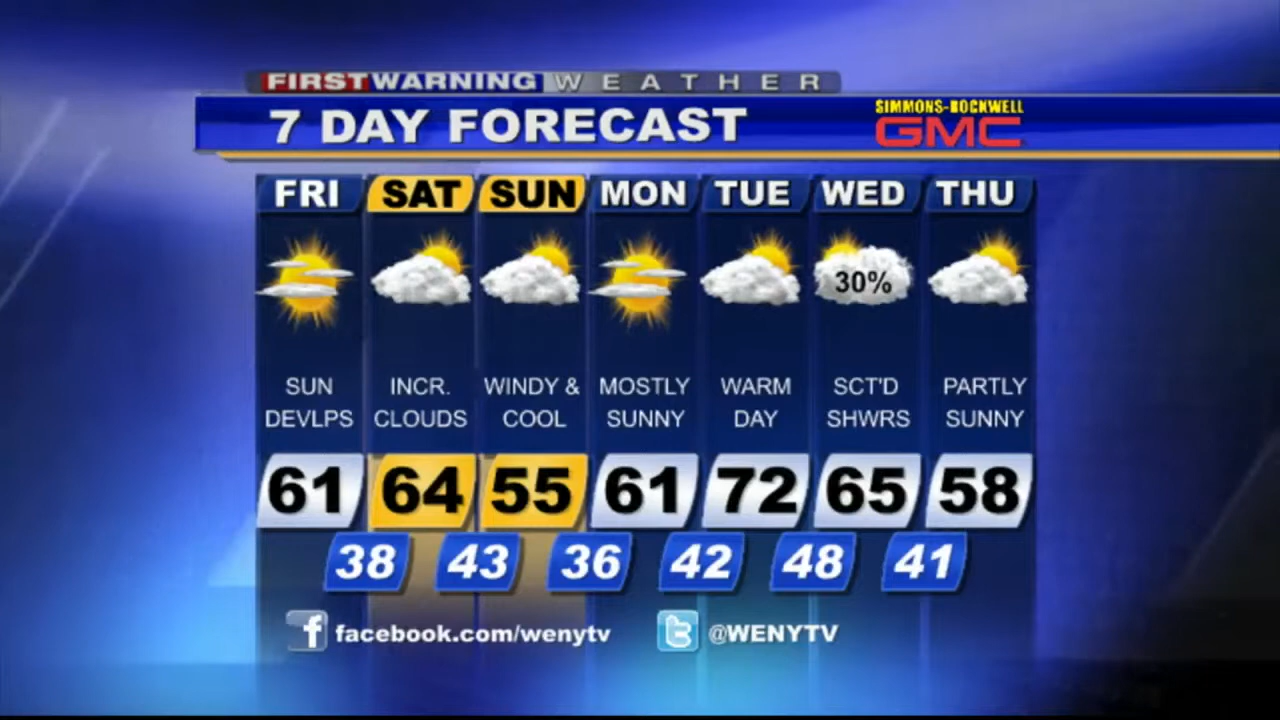 FIRST WARNING WEATHER
7 DAY FORECAST
SIMMONS-ROCKWELL
GMC
FRI SAT SUN MON TUE WED THU
30%
SUN INCR. WINDY & MOSTLY WARM SCT'D PARTLY
DEVLPS CLOUDS COOL SUNNY DAY SHWRS SUNNY
61 64 55 61 72 65 58
38 43 36 42 48 41
facebook.com/wenytv @WENYTV